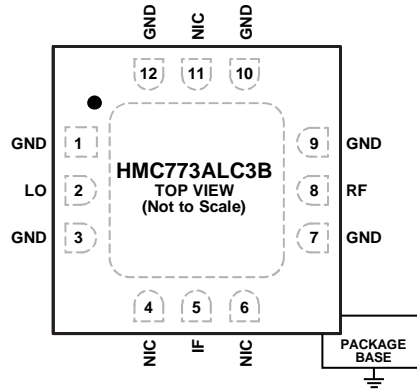 GND NIC GND
12 11 10
GND 1 9 GND
HMC773ALC3B
LO 2 TOP VIEW 8 RF
(Not to Scale)
GND 3 7 GND
4 5 6
NIC IF NIC
PACKAGE
BASE